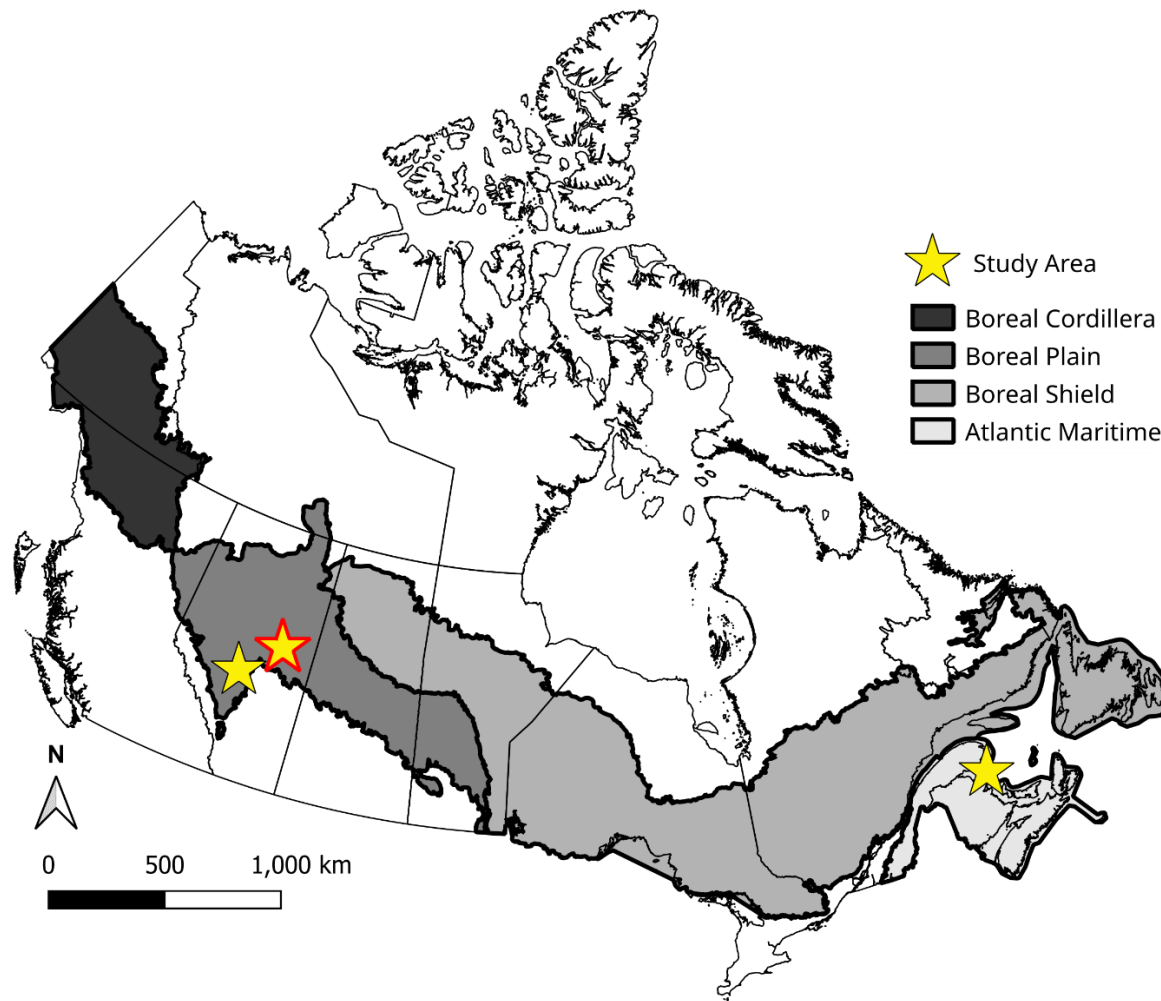 Study Area
Boreal Cordillera
Boreal Plain
Boreal Shield
Atlantic Maritime
N
0 500 1,000 km